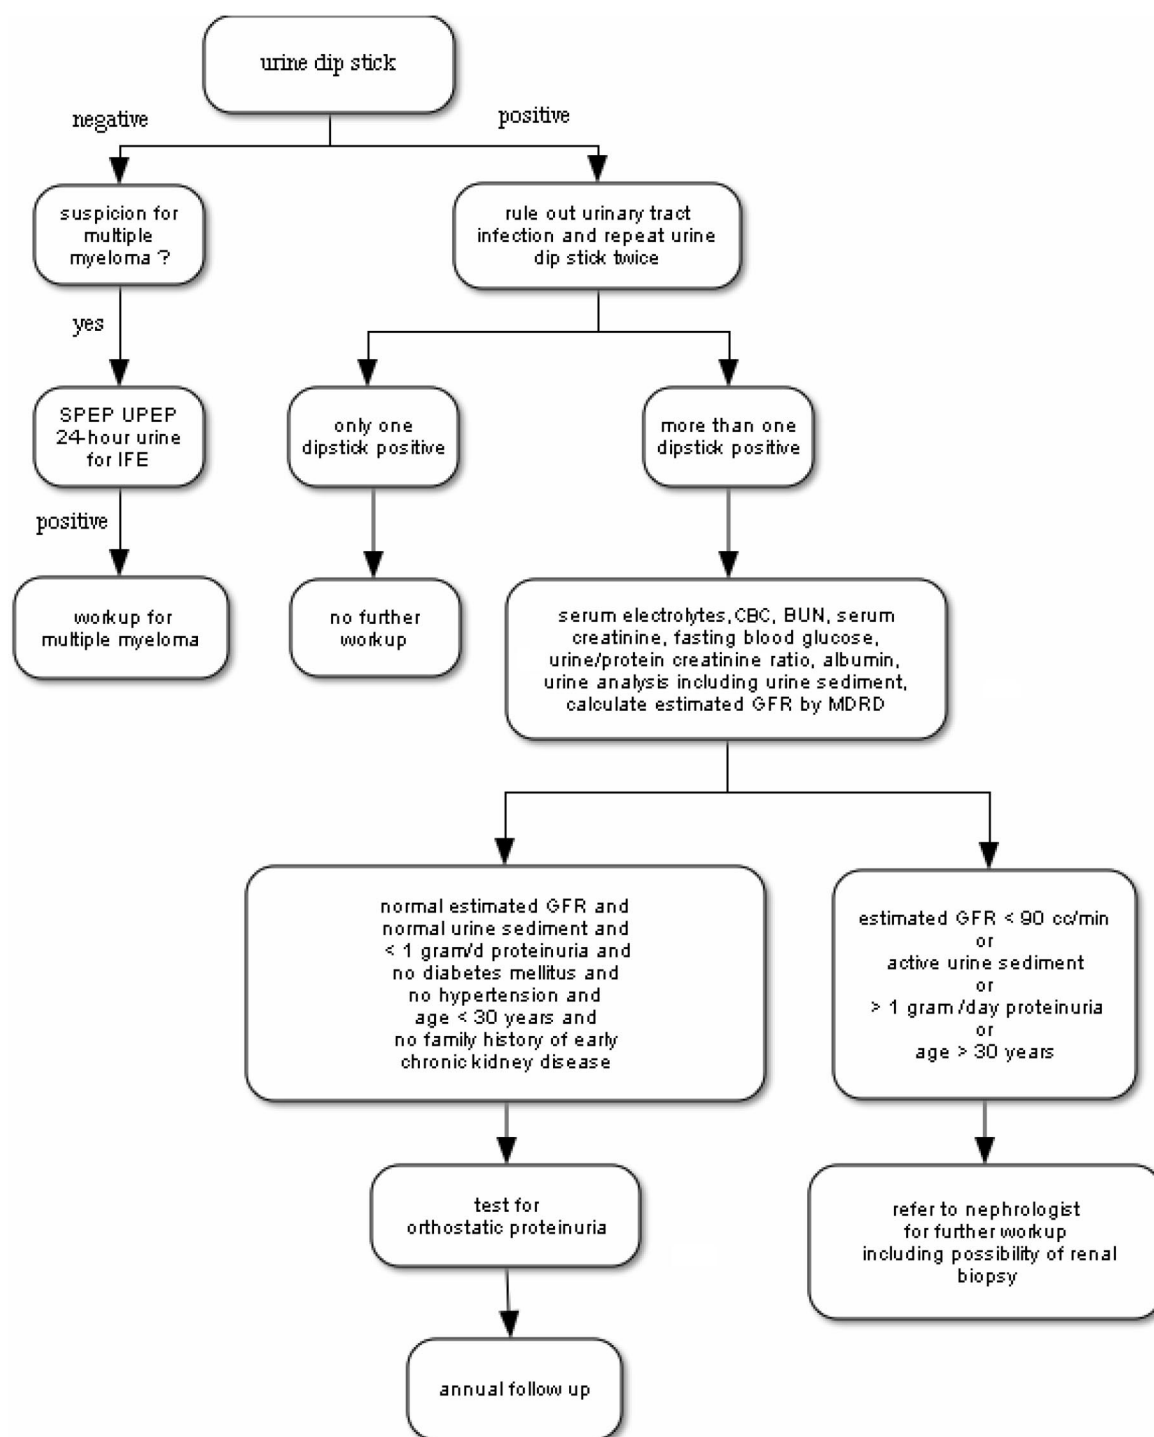 urine dip stick
negative
positive
suspicion for
multiple
myeloma ?
rule out urinary tract
infection and repeat urine
dip stick twice
yes
SPEP UPEP
24-hour urine
for IFE
only one
dipstick positive
more than one
dipstick positive
positive
workup for
multiple myeloma
no further
workup
serum electrolytes, CBC, BUN, serum
creatinine, fasting blood glucose,
urine/protein creatinine ratio, albumin,
urine analysis including urine sediment,
calculate estimated GFR by MDRD
normal estimated GFR and
normal urine sediment and
< 1 gram/d proteinuria and
no diabetes mellitus and
no hypertension and
age < 30 years and
no family history of early
chronic kidney disease
estimated GFR < 90 cc/min
or
active urine sediment
or
> 1 gram /day proteinuria
or
age > 30 years
test for
orthostatic proteinuria
refer to nephrologist
for further workup
including possibility of renal
biopsy
annual follow up